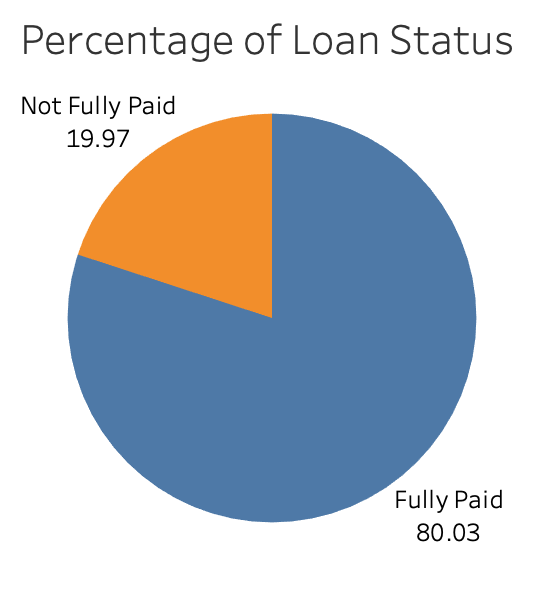 Percentage of Loan Status
Not Fully Paid
19.97
Fully Paid
80.03